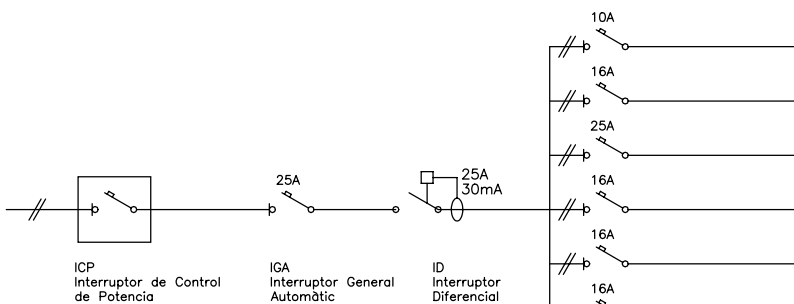 10A
16A
25A
16A
16A
16A
25A
25A
30mA
ICP
Interruptor de Control
de Potencia
IGA
Interruptor General
Automàtic
ID
Interruptor
Diferencial